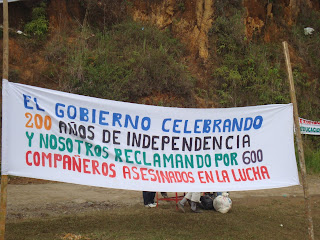 EL GOBIERNO CELEBRANDO
200 AÑOS DE INDEPENDENCIA
Y NOSOTROS RECLAMANDO POR 600
COMPAÑEROS ASESINADOS EN LA LUCHA